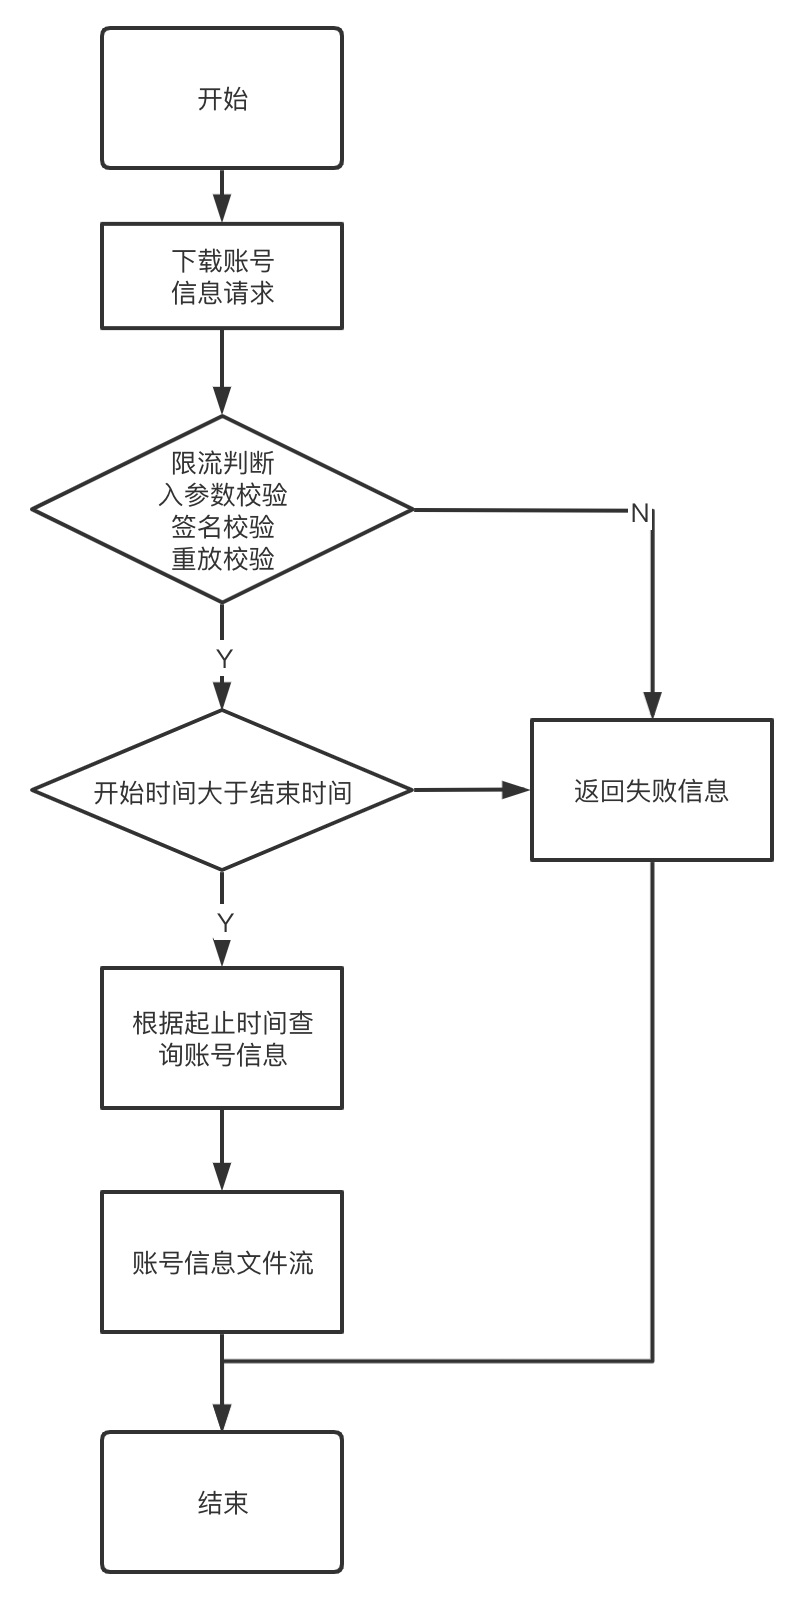 开始
下载账号
信息请求
限流判断
入参数校验
签名校验
重放校验
N
Y
开始时间大于结束时间
返回失败信息
Y
根据起止时间查
询账号信息
账号信息文件流
结束